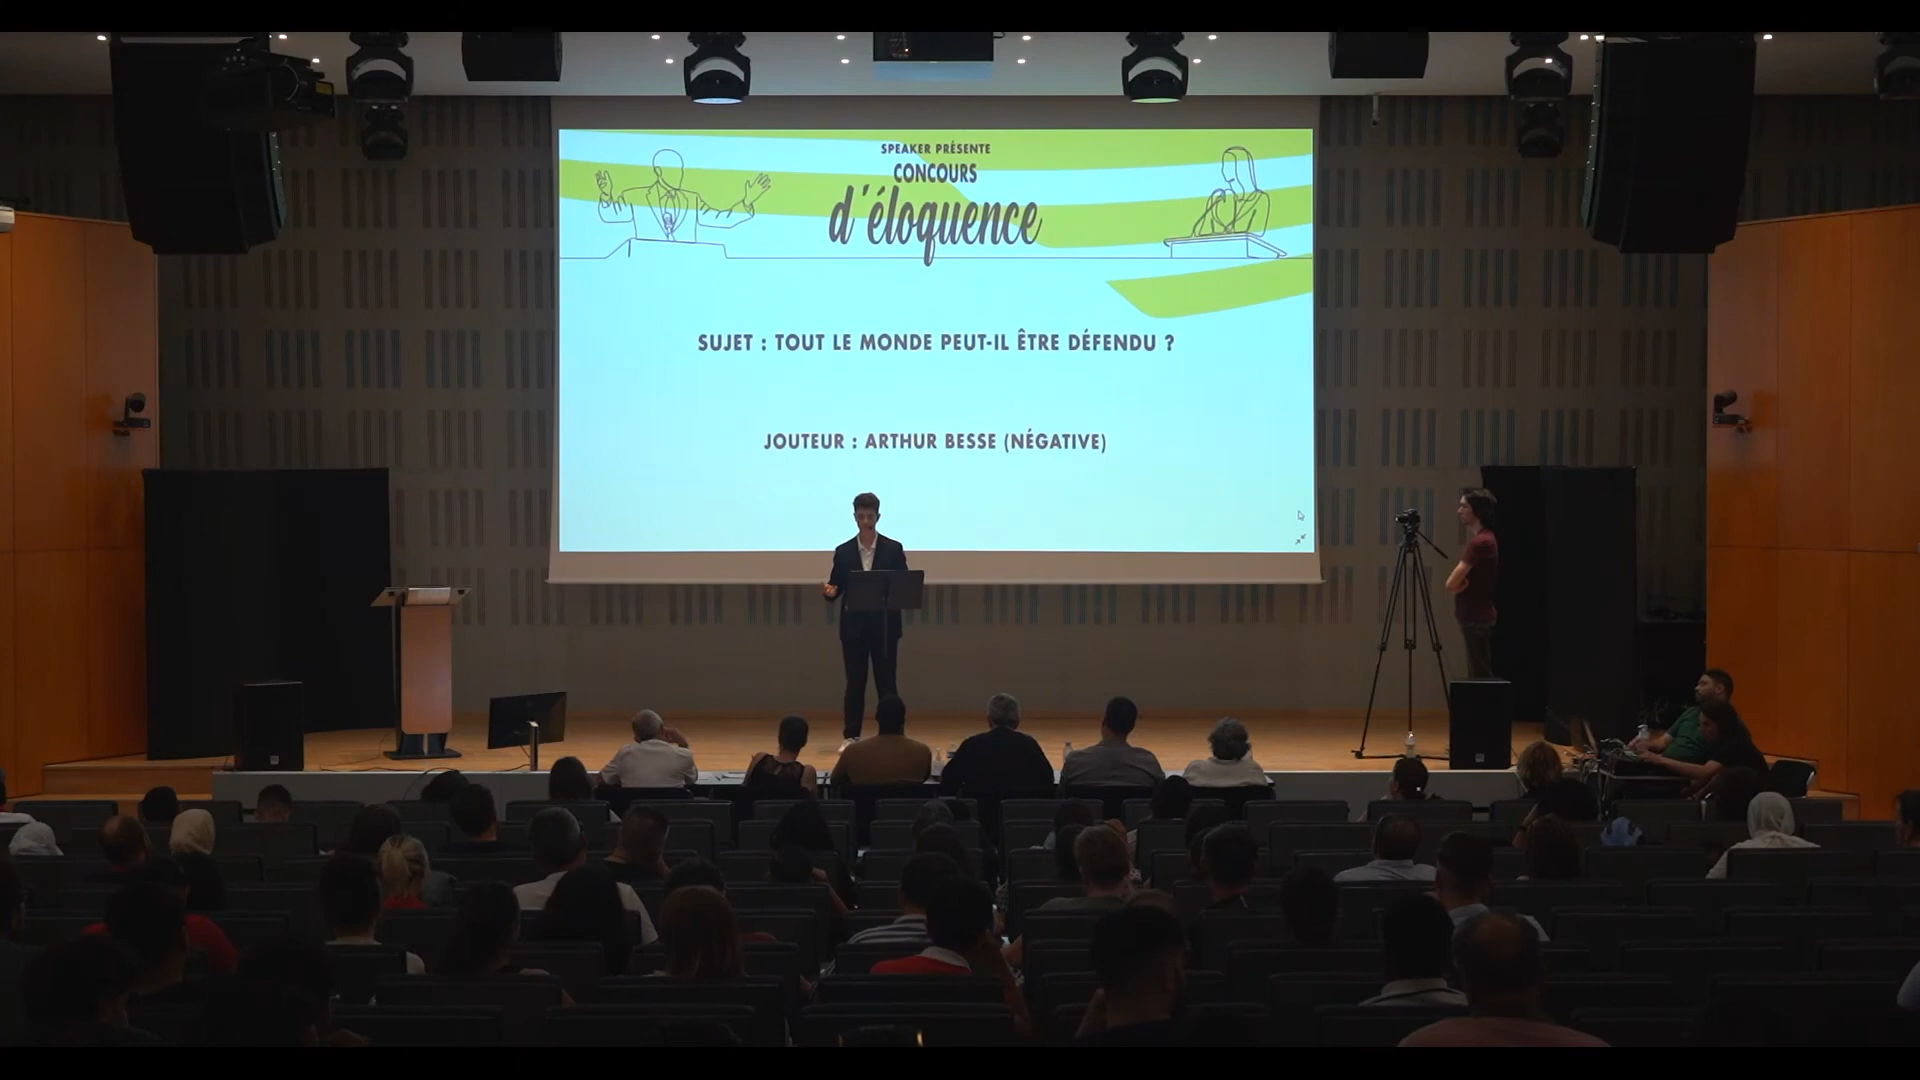 SPEAKER PRÉSENTE
CONCOURS
d'éloquence
SUJET : TOUT LE MONDE PEUT-IL ÊTRE DÉFENDU ?
JOUTEUR : ARTHUR BESSE (NÉGATIVE)